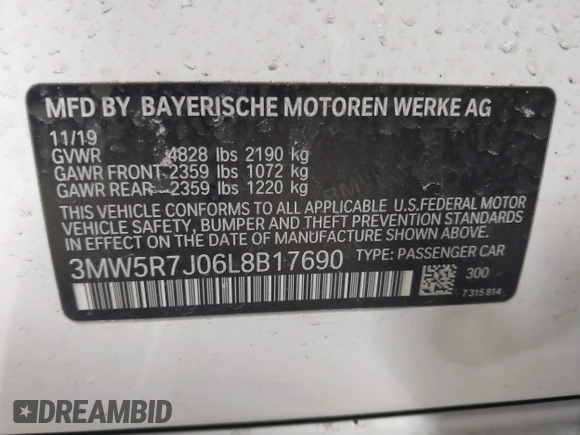 MFD BY BAYERISCHE MOTOREN WERKE AG
11/19
GVWR 4828 lbs 2190 kg
GAWR FRONT 2359 lbs 1072 kg
GAWR REAR 2359 lbs 1220 kg
THIS VEHICLE CONFORMS TO ALL APPLICABLE U.S.FEDERAL MOTOR
VEHICLE SAFETY, BUMPER AND THEFT PREVENTION STANDARDS
IN EFFECT ON THE DATE OF MANUFACTURE SHOWN ABOVE.
3MW5R7J06L8B17690 TYPE: PASSENGER CAR
300
7 315 814
DREAMBID